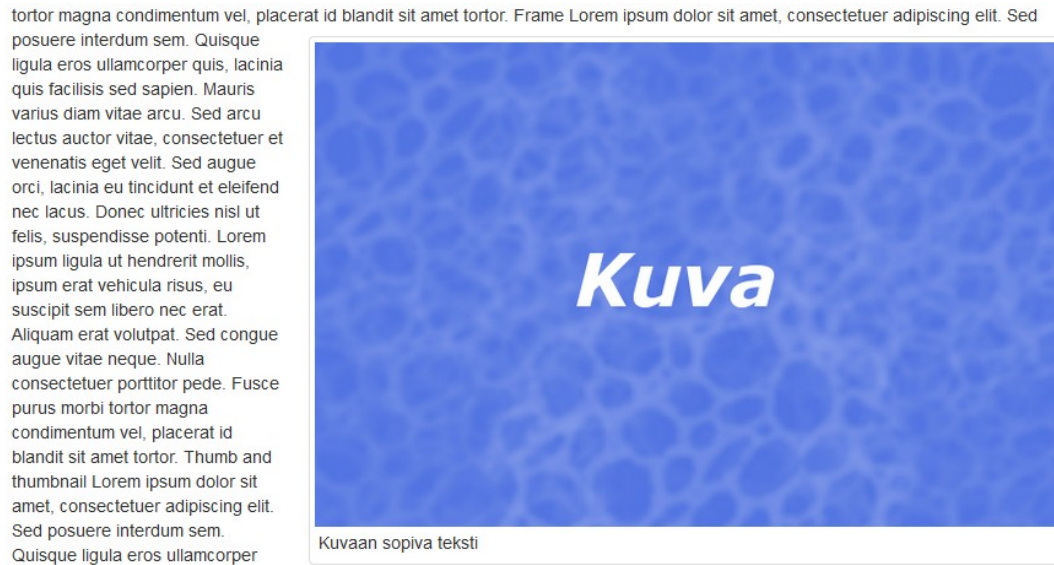 tortor magna condimentum vel, placerat id blandit sit amet tortor. Frame Lorem ipsum dolor sit amet, consectetuer adipiscing elit. Sed
posuere interdum sem. Quisque
ligula eros ullamcorper quis, lacinia
quis facilisis sed sapien. Mauris
varius diam vitae arcu. Sed arcu
lectus auctor vitae, consectetuer et
venenatis eget velit. Sed augue
orci, lacinia eu tincidunt et eleifend
nec lacus. Donec ultricies nisl ut
felis, suspendisse potenti. Lorem
ipsum ligula ut hendrerit mollis,
ipsum erat vehicula risus, eu
suscipit sem libero nec erat.
Aliquam erat volutpat. Sed congue
augue vitae neque. Nulla
consectetuer porttitor pede. Fusce
purus morbi tortor magna
condimentum vel, placerat id
blandit sit amet tortor. Thumb and
thumbnail Lorem ipsum dolor sit
amet, consectetuer adipiscing elit.
Sed posuere interdum sem.
Quisque ligula eros ullamcorper
Kuva
Kuvaan sopiva teksti